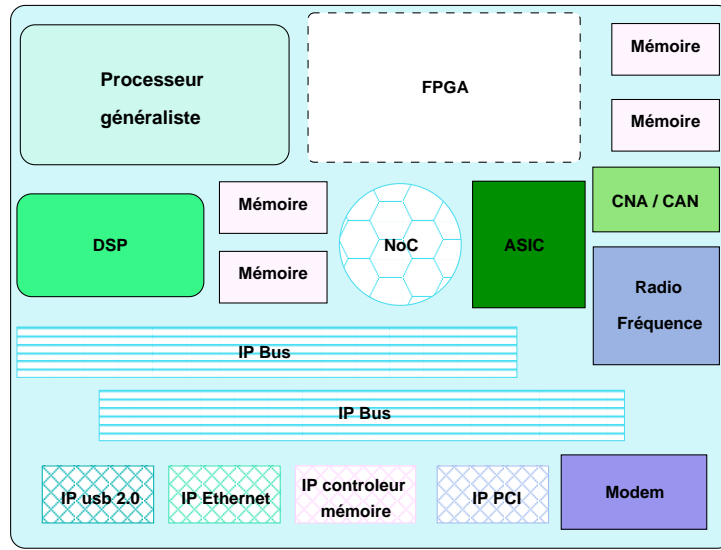 Processeur
généraliste
FPGA
Mémoire
Mémoire
DSP
Mémoire
Mémoire
NoC
ASIC
CNA / CAN
Radio
Fréquence
IP Bus
IP Bus
IP usb 2.0
IP Ethernet
IP controleur
mémoire
IP PCI
Modem